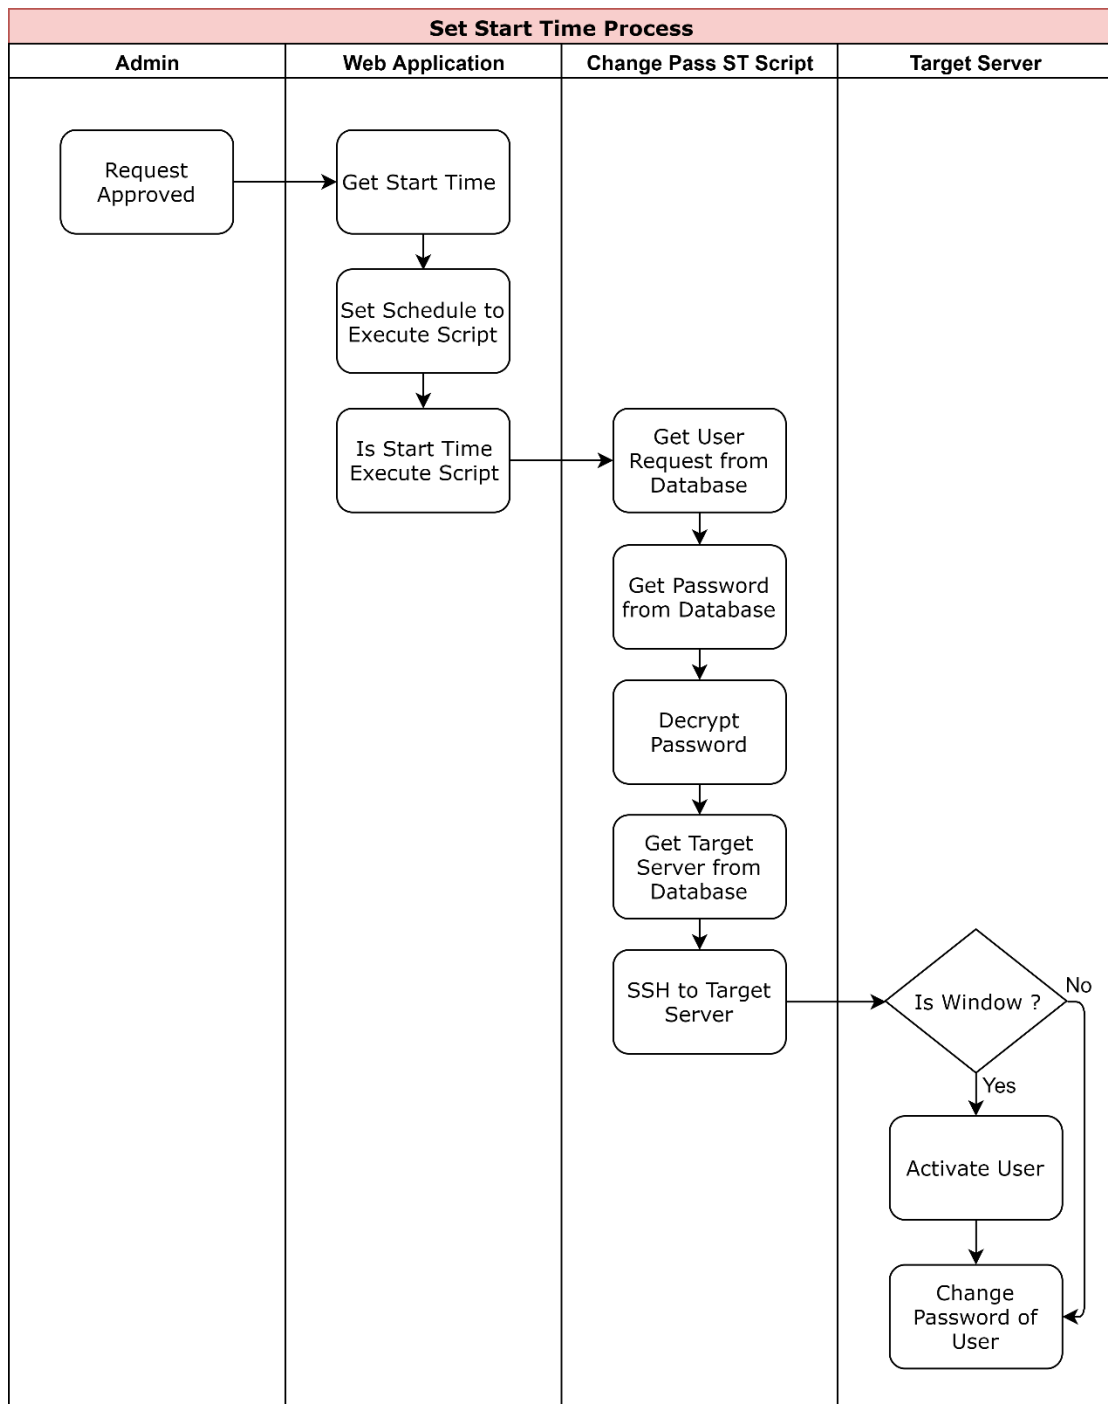 Set Start Time Process
Admin
Web Application
Change Pass ST Script
Target Server
Request
Approved
Get Start Time
Set Schedule to
Execute Script
Is Start Time
Execute Script
Get User
Request from
Database
Get Password
from Database
Decrypt
Password
Get Target
Server from
Database
SSH to Target
Server
Is Window ?
No
Yes
Activate User
Change
Password of
User